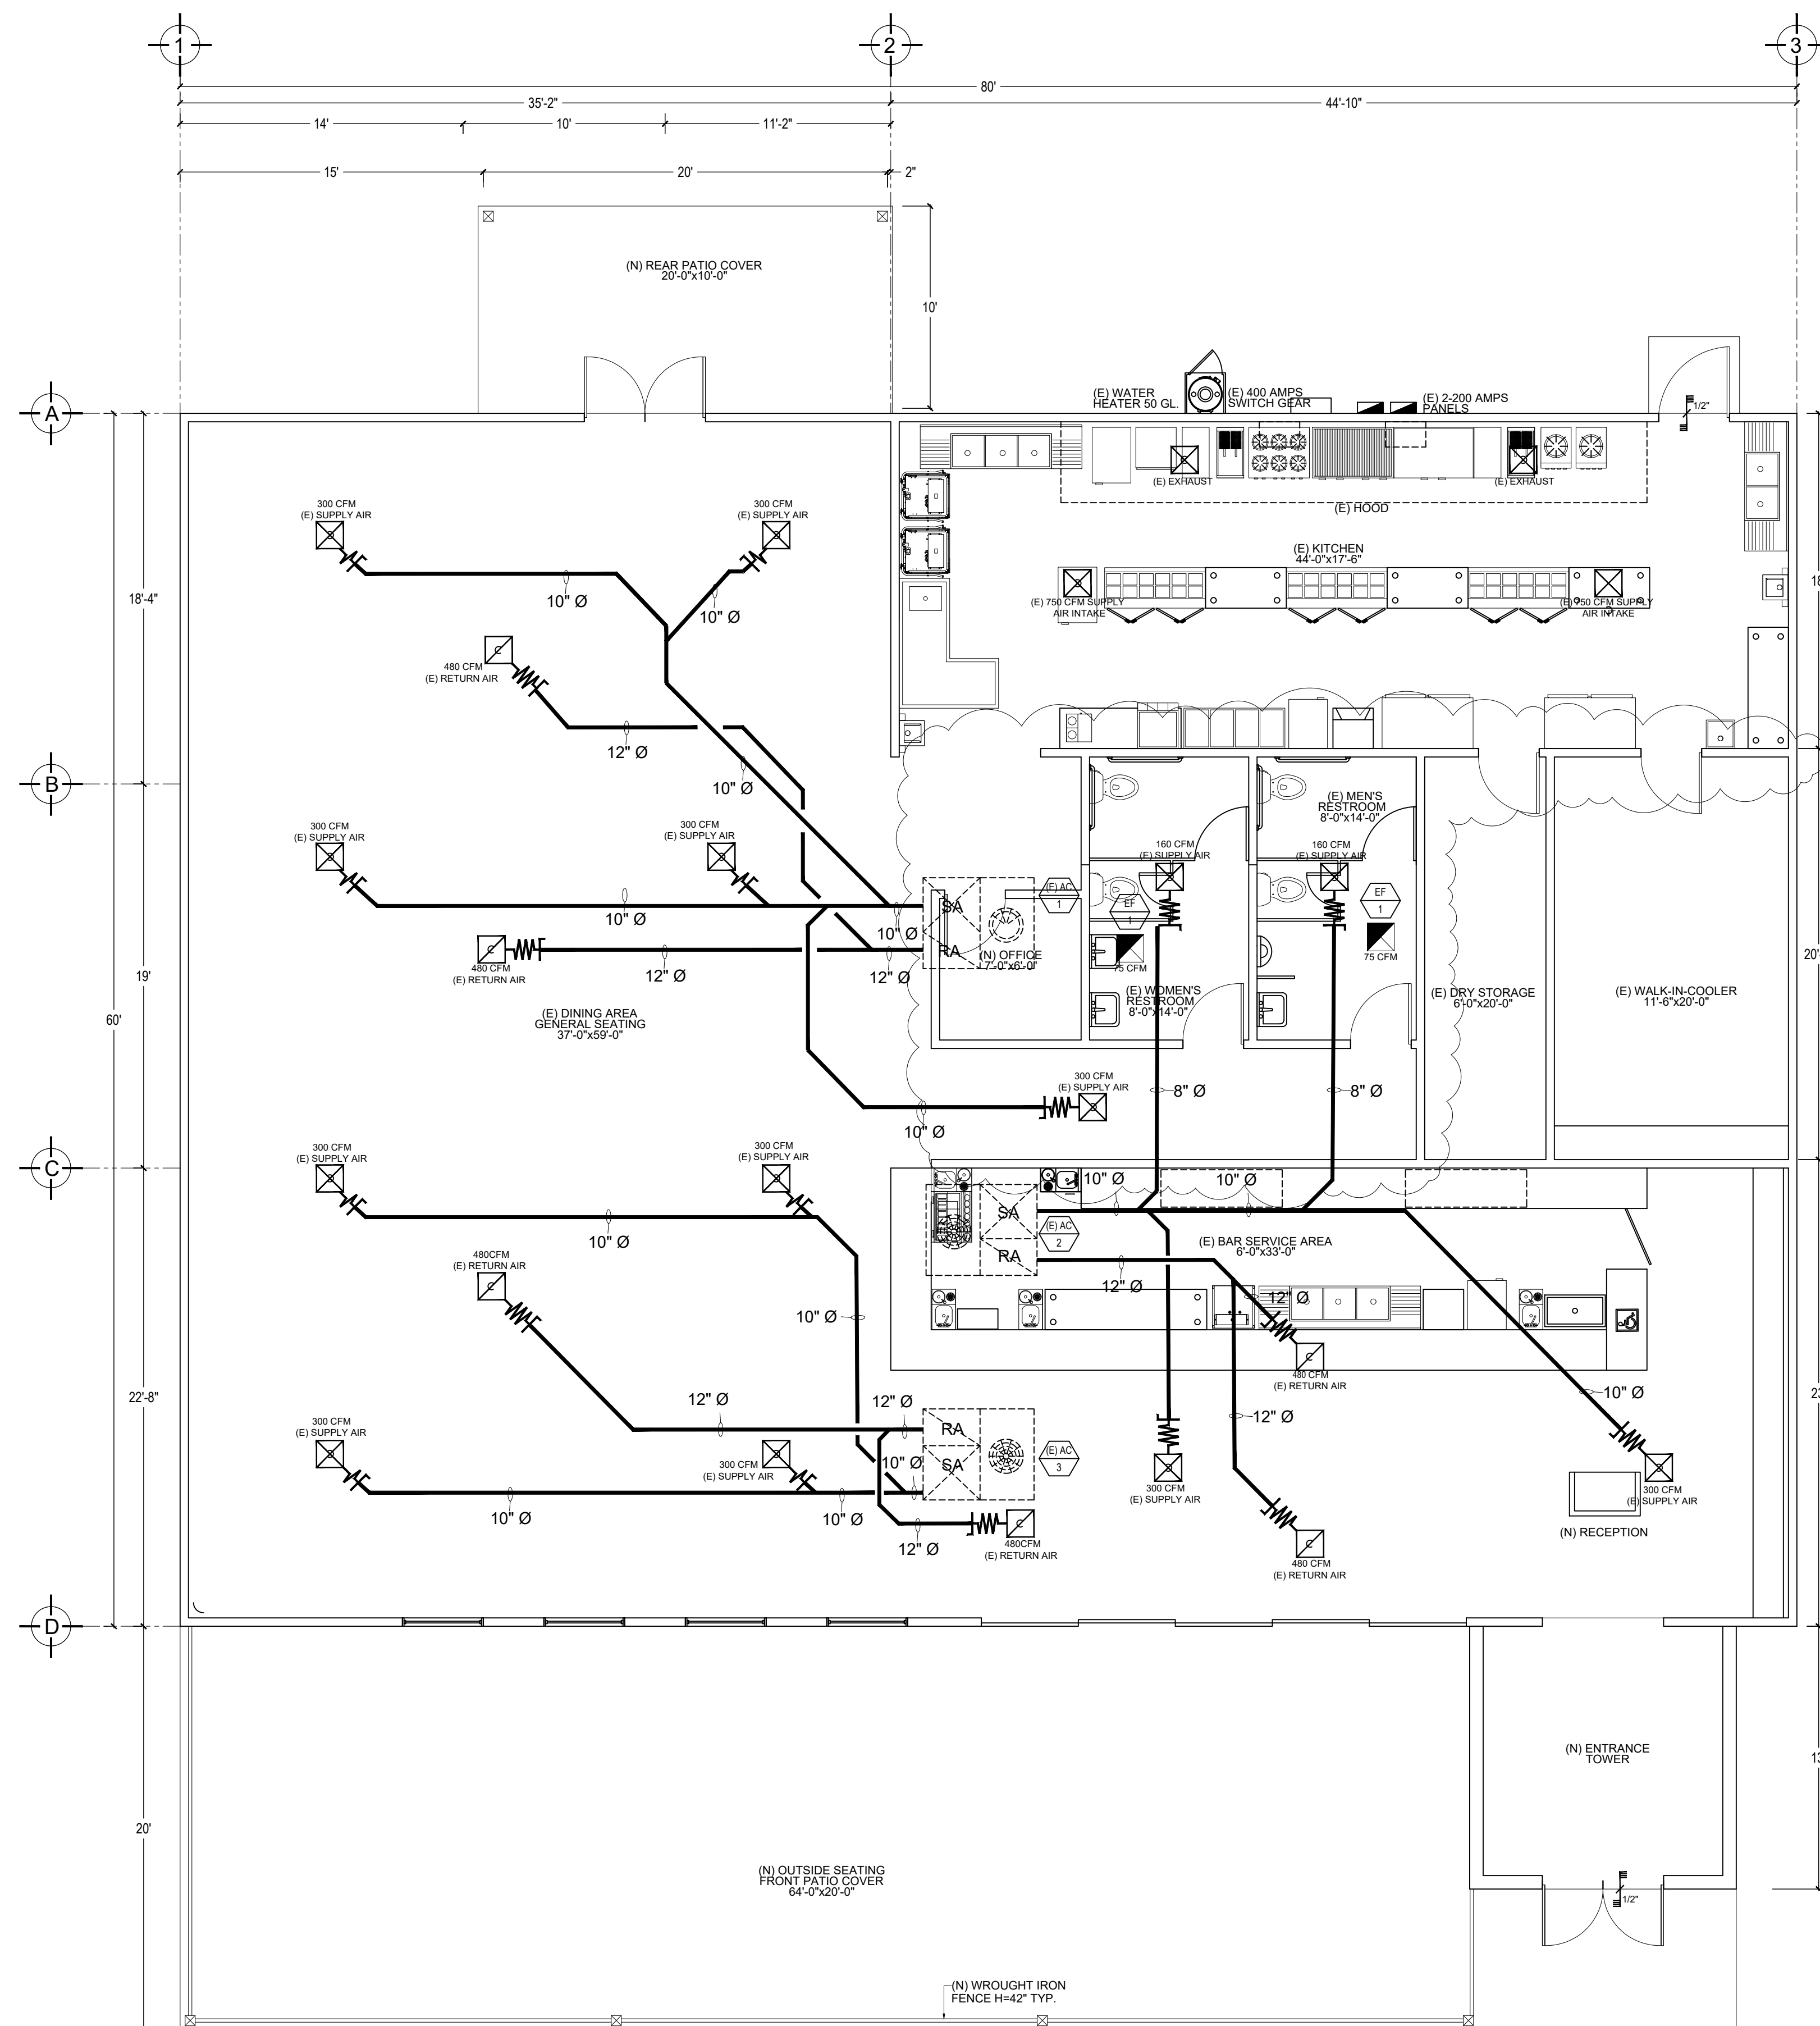 1
2
3
80'
35'-2"
44'-10"
14'
10'
11'-2"
15'
20'
2"
(N) REAR PATIO COVER
20'-0"x10'-0"
10'
A
(E) WATER
HEATER 50 GL.
(E) 400 AMPS
SWITCH GEAR
(E) 2-200 AMPS
PANELS
1/2"
(E) EXHAUST
(E) EXHAUST
(E) HOOD
300 CFM
(E) SUPPLY AIR
300 CFM
(E) SUPPLY AIR
(E) KITCHEN
44'-0"x17'-6"
18'-4"
10" Ø
10" Ø
(E) 750 CFM SUPPLY
AIR INTAKE
(E) 750 CFM SUPPLY
AIR INTAKE
C
480 CFM
(E) RETURN AIR
12" Ø
10" Ø
B
(E) MEN'S
RESTROOM
8'-0"x14'-0"
300 CFM
(E) SUPPLY AIR
300 CFM
(E) SUPPLY AIR
160 CFM
(E) SUPPLY AIR
160 CFM
(E) SUPPLY AIR
(E) AC
1
EF
1
EF
1
SA
10" Ø
10" Ø
RA
C
480 CFM
(E) RETURN AIR
12" Ø
12" Ø
(N) OFFICE
7'-0"x6'-0"
75 CFM
75 CFM
19'
60'
20'
(E) DINING AREA
GENERAL SEATING
37'-0"x59'-0"
(E) WOMEN'S
RESTROOM
8'-0"x14'-0"
(E) DRY STORAGE
6'-0"x20'-0"
(E) WALK-IN-COOLER
11'-6"x20'-0"
300 CFM
(E) SUPPLY AIR
8" Ø
8" Ø
10" Ø
C
300 CFM
(E) SUPPLY AIR
300 CFM
(E) SUPPLY AIR
10" Ø
10" Ø
SA
(E) AC
2
RA
10" Ø
(E) BAR SERVICE AREA
6'-0"x33'-0"
480CFM
(E) RETURN AIR
C
12" Ø
12" Ø
10" Ø
C
480 CFM
(E) RETURN AIR
22'-8"
12" Ø
12" Ø
12" Ø
10" Ø
300 CFM
(E) SUPPLY AIR
RA
SA
(E) AC
3
300 CFM
(E) SUPPLY AIR
10" Ø
10" Ø
10" Ø
12" Ø
C
480CFM
(E) RETURN AIR
300 CFM
(E) SUPPLY AIR
C
480 CFM
(E) RETURN AIR
300 CFM
(E) SUPPLY AIR
(N) RECEPTION
D
(N) ENTRANCE
TOWER
20'
(N) OUTSIDE SEATING
FRONT PATIO COVER
64'-0"x20'-0"
1/2"
(N) WROUGHT IRON
FENCE H=42" TYP.